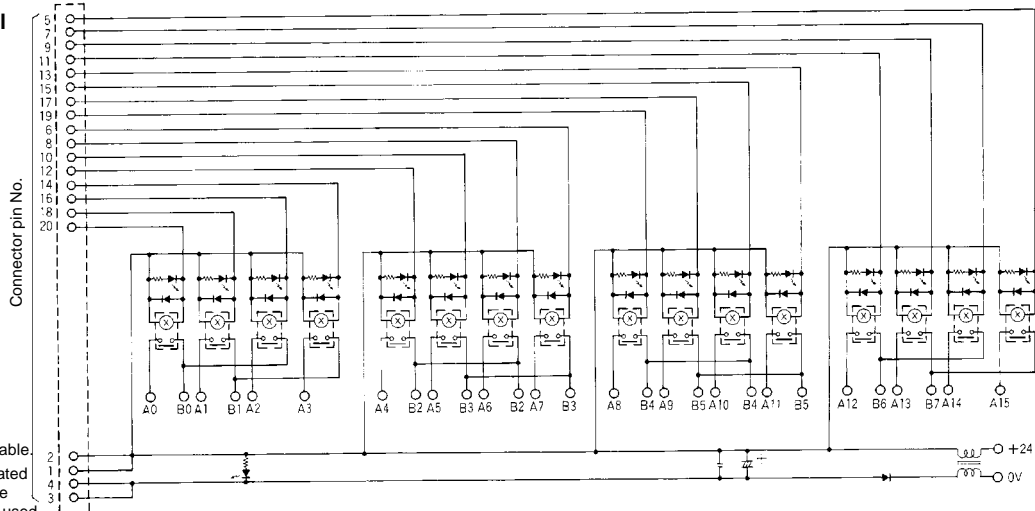 l
Connector pin No.
5
7
9
11
13
15
17
19
6
8
10
12
14
16
18
20
X X X X X X X X X X X X X X X X
A0 B0 A1 B1 A2 A3 A4 B2 A5 B3 A6 B2 A7 B3 A8 B4 A9 B5 A10 B4 A11 B5 A12 B6 A13 B7 A14 A15
able.
ated
e
used
2
1
4
3
+24
0V